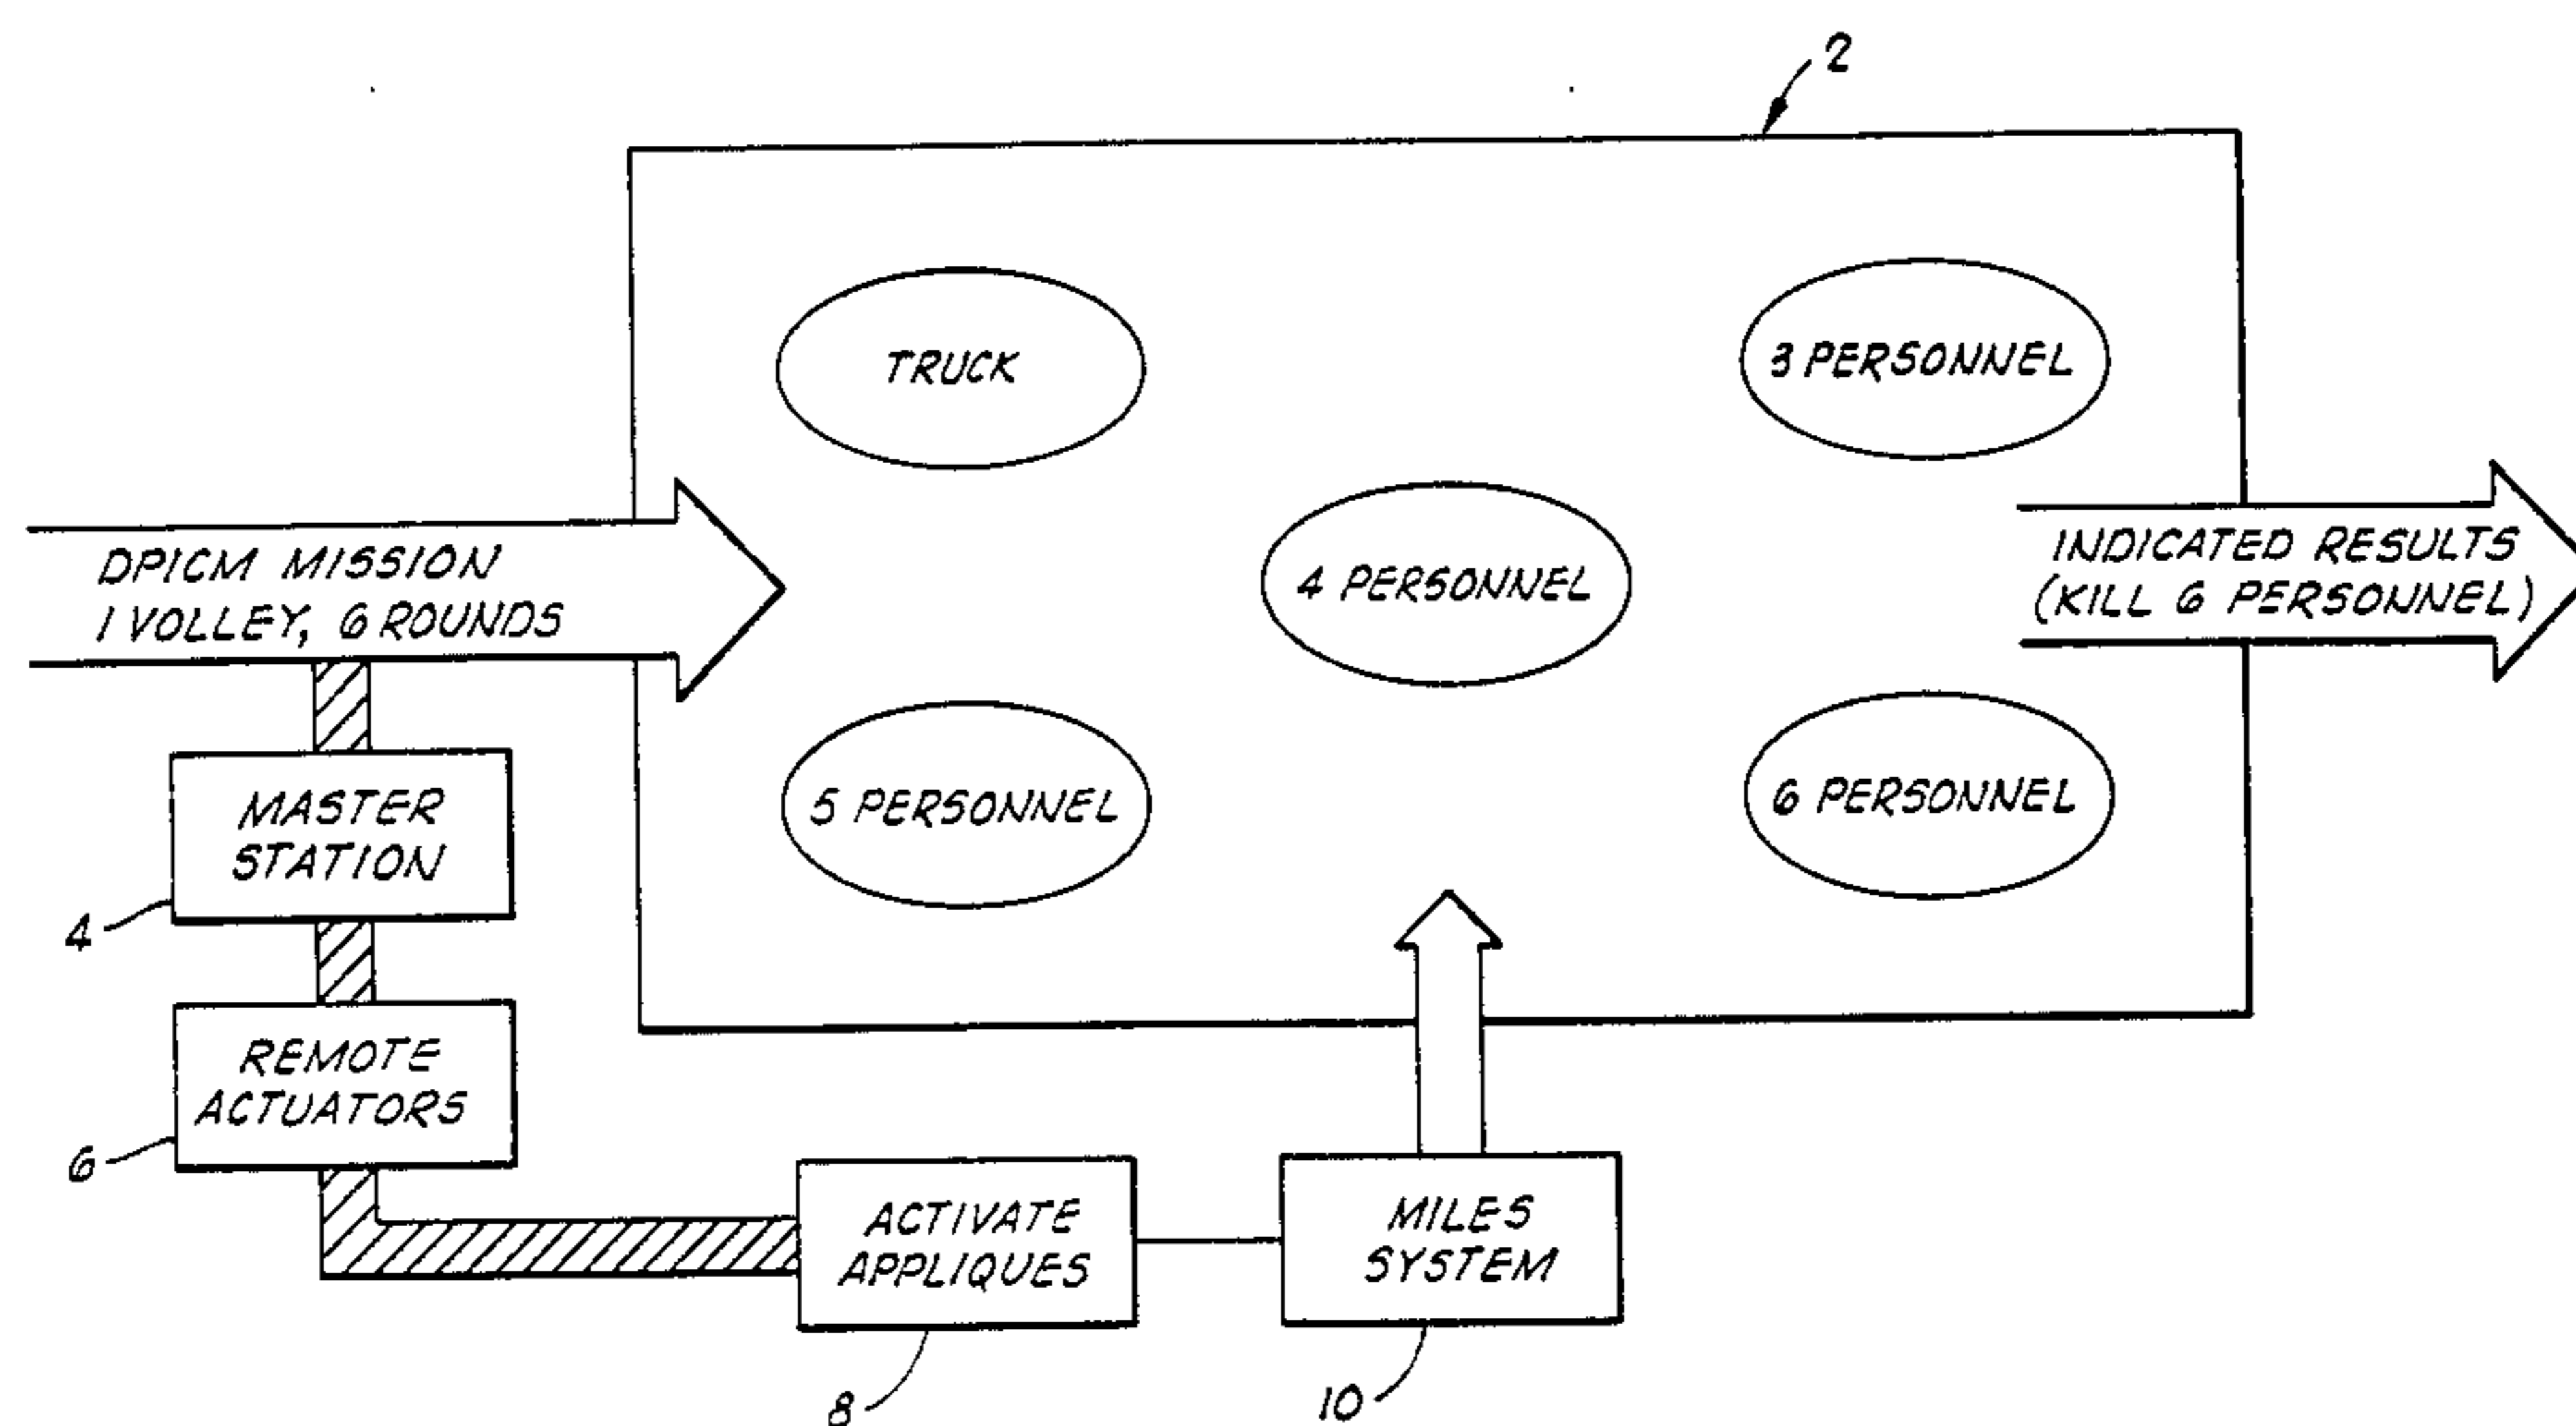 2
TRUCK
3 PERSONNEL
DPICM MISSION
1 VOLLEY, 6 ROUNDS
4 PERSONNEL
INDICATED RESULTS
(KILL 6 PERSONNEL)
5 PERSONNEL
6 PERSONNEL
MASTER
STATION
4
REMOTE
ACTUATORS
6
ACTIVATE
APPLIQUES
8
MILES
SYSTEM
10